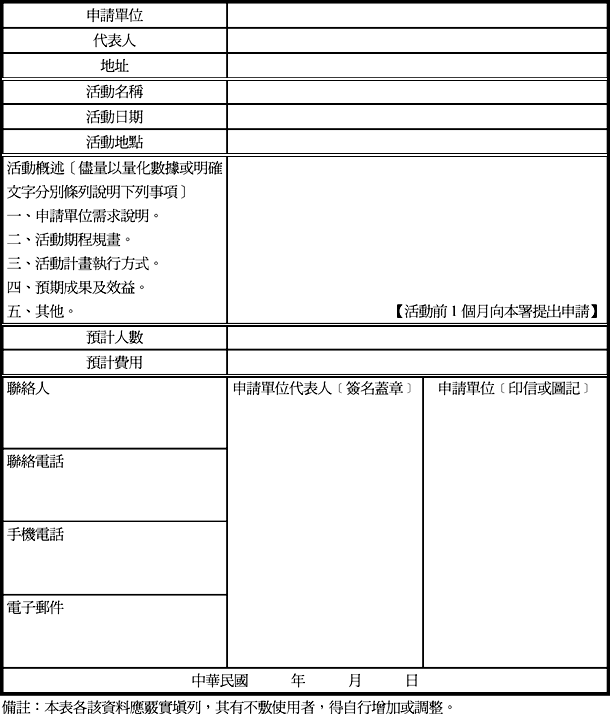 申請單位
代表人
地址
活動名稱
活動日期
活動地點
活動概述〔儘量以量化數據或明確
文字分別條列說明下列事項〕
一、申請單位需求說明。
二、活動期程規畫。
三、活動計畫執行方式。
四、預期成果及效益。
五、其他。
【活動前1個月向本署提出申請】
預計人數
預計費用
聯絡人
申請單位代表人〔簽名蓋章〕
申請單位〔印信或圖記〕
聯絡電話
手機電話
電子郵件
中華民國 年 月 日
備註：本表各該資料應嚴實填列，其有不敷使用者，得自行增加或調整。